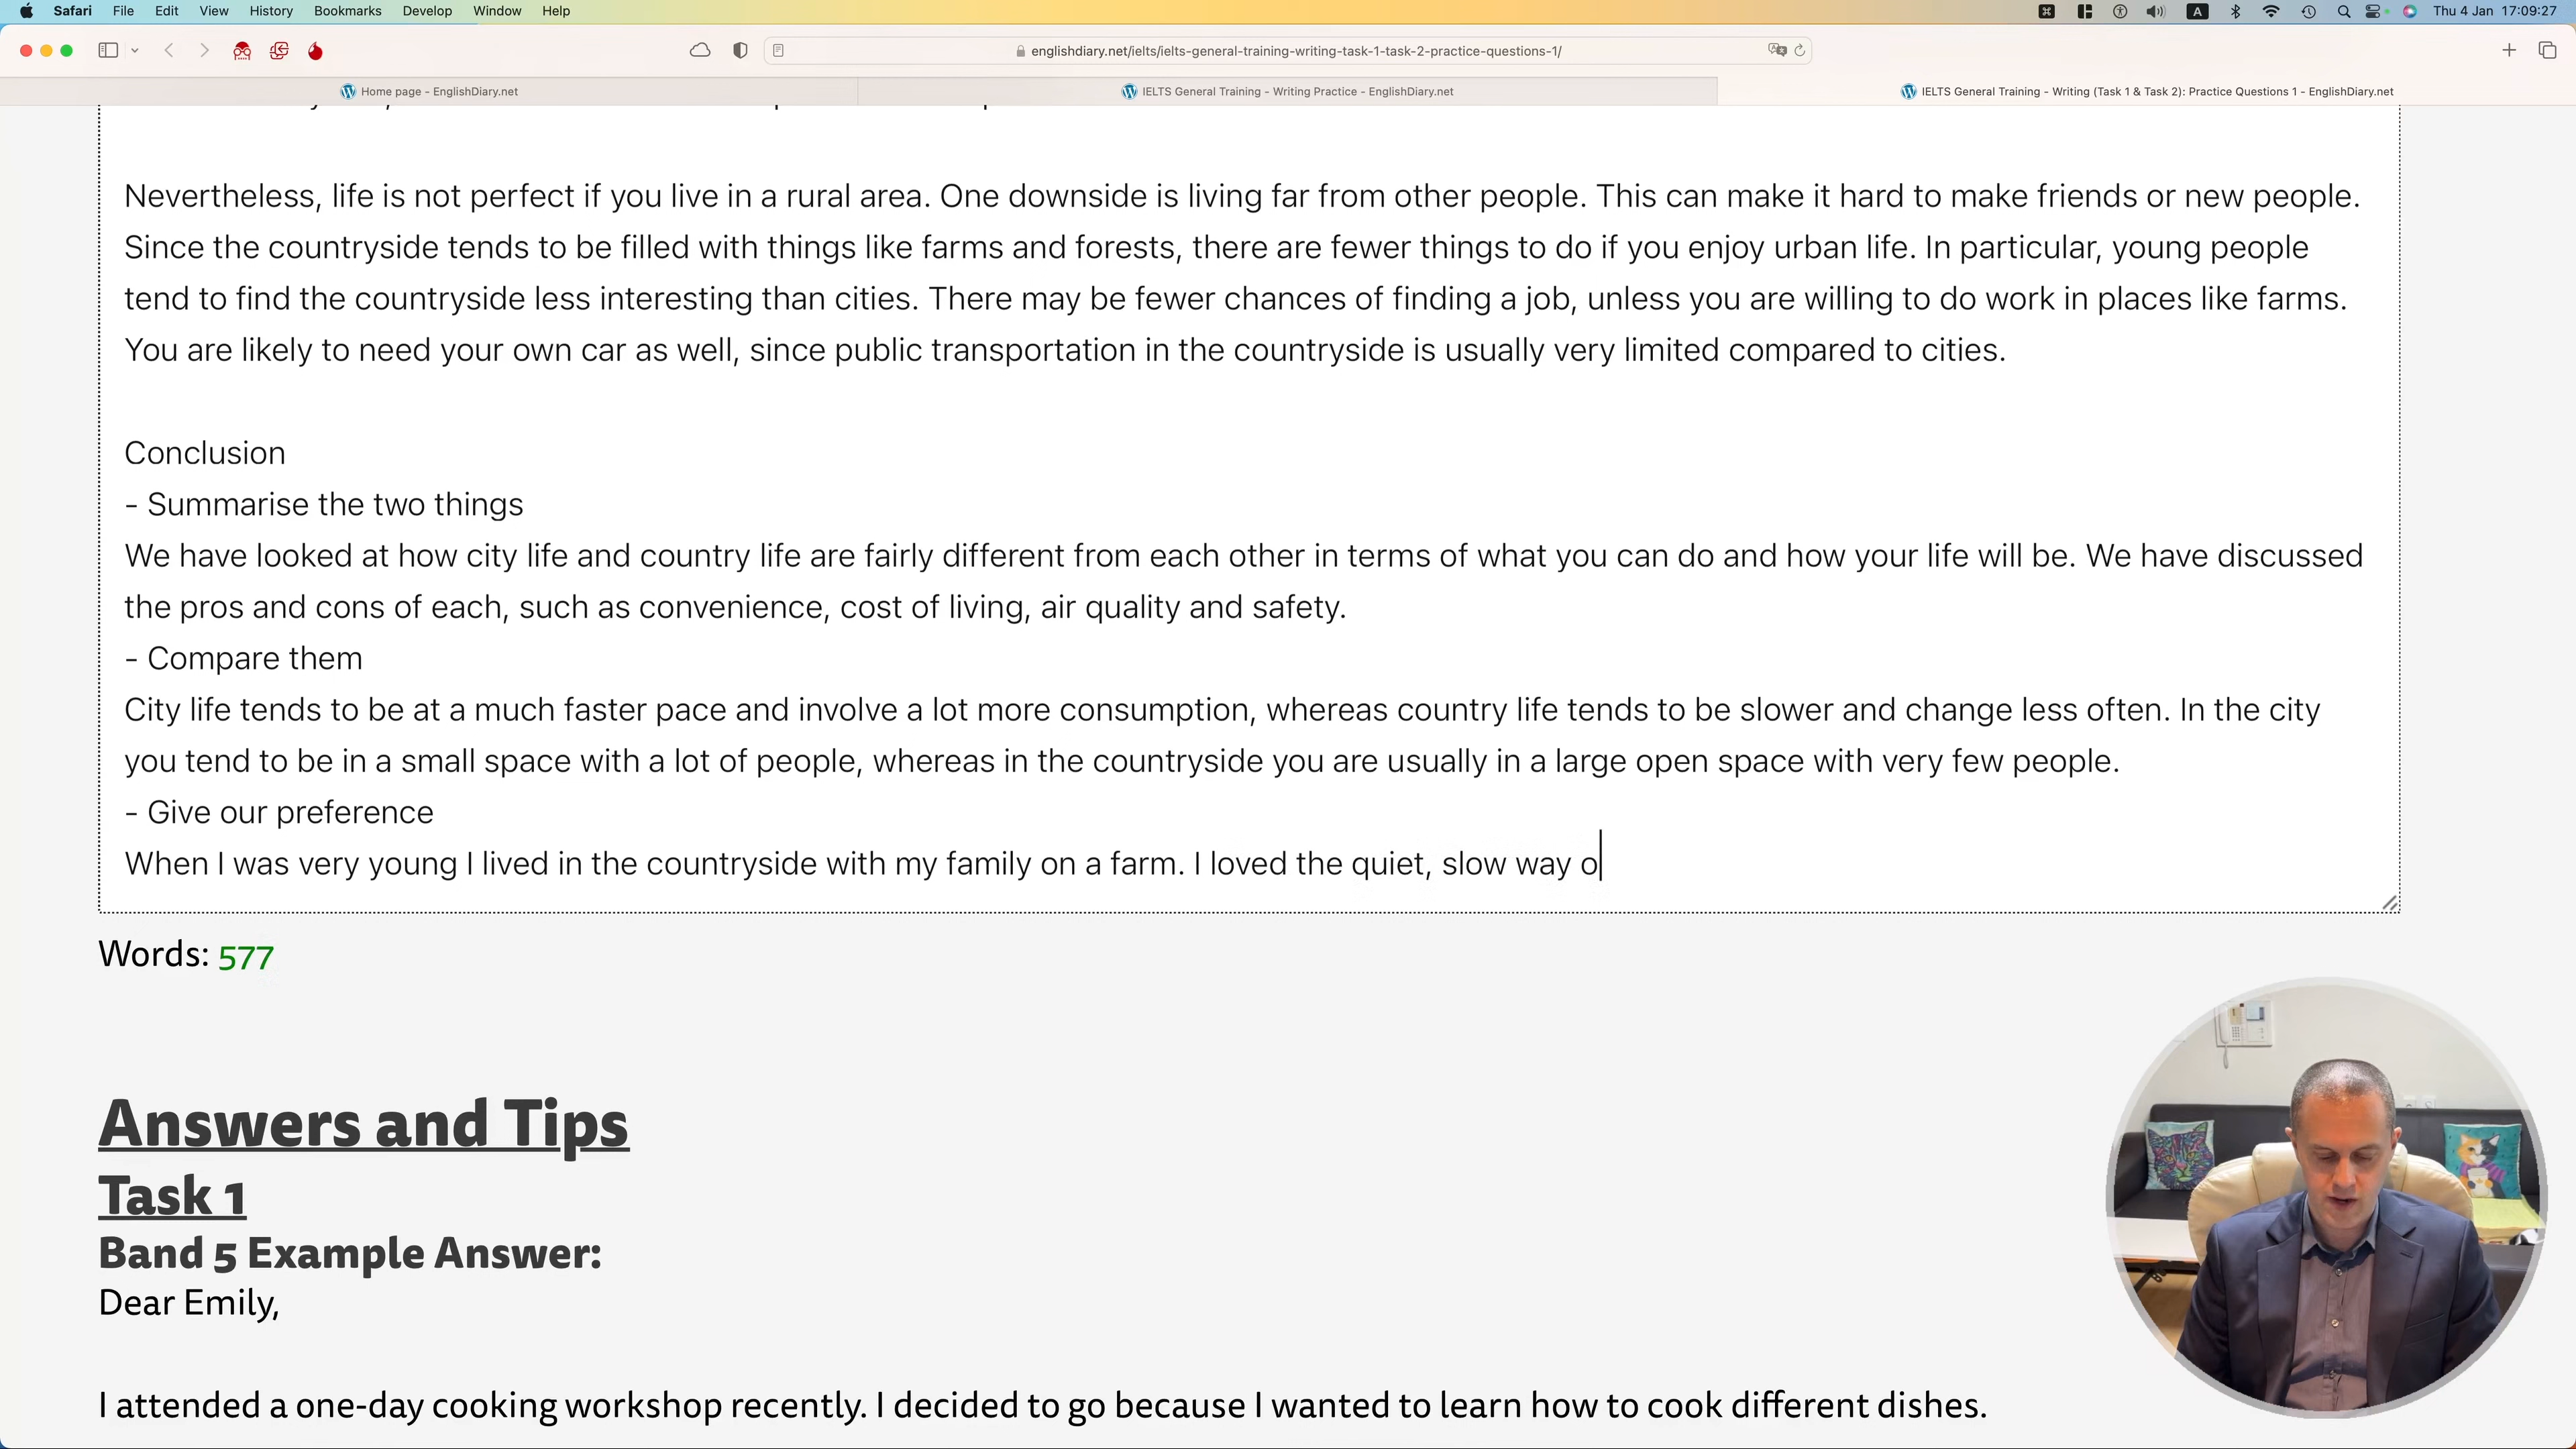 Safari File Edit View History Bookmarks Develop Window Help
A Thu 4 Jan 17:09:27
englishdiary.net/ielts/ielts-general-training-writing-task-1-task-2-practice-questions-1/
Home page - EnglishDiary.net
IELTS General Training - Writing Practice - EnglishDiary.net
IELTS General Training - Writing (Task 1 & Task 2): Practice Questions 1 - EnglishDiary.net
Nevertheless, life is not perfect if you live in a rural area. One downside is living far from other people. This can make it hard to make friends or new people.
Since the countryside tends to be filled with things like farms and forests, there are fewer things to do if you enjoy urban life. In particular, young people
tend to find the countryside less interesting than cities. There may be fewer chances of finding a job, unless you are willing to do work in places like farms.
You are likely to need your own car as well, since public transportation in the countryside is usually very limited compared to cities.
Conclusion
- Summarise the two things
We have looked at how city life and country life are fairly different from each other in terms of what you can do and how your life will be. We have discussed
the pros and cons of each, such as convenience, cost of living, air quality and safety.
- Compare them
City life tends to be at a much faster pace and involve a lot more consumption, whereas country life tends to be slower and change less often. In the city
you tend to be in a small space with a lot of people, whereas in the countryside you are usually in a large open space with very few people.
- Give our preference
When I was very young I lived in the countryside with my family on a farm. I loved the quiet, slow way o
Words: 577
Answers and Tips
Task 1
Band 5 Example Answer:
Dear Emily,
I attended a one-day cooking workshop recently. I decided to go because I wanted to learn how to cook different dishes.